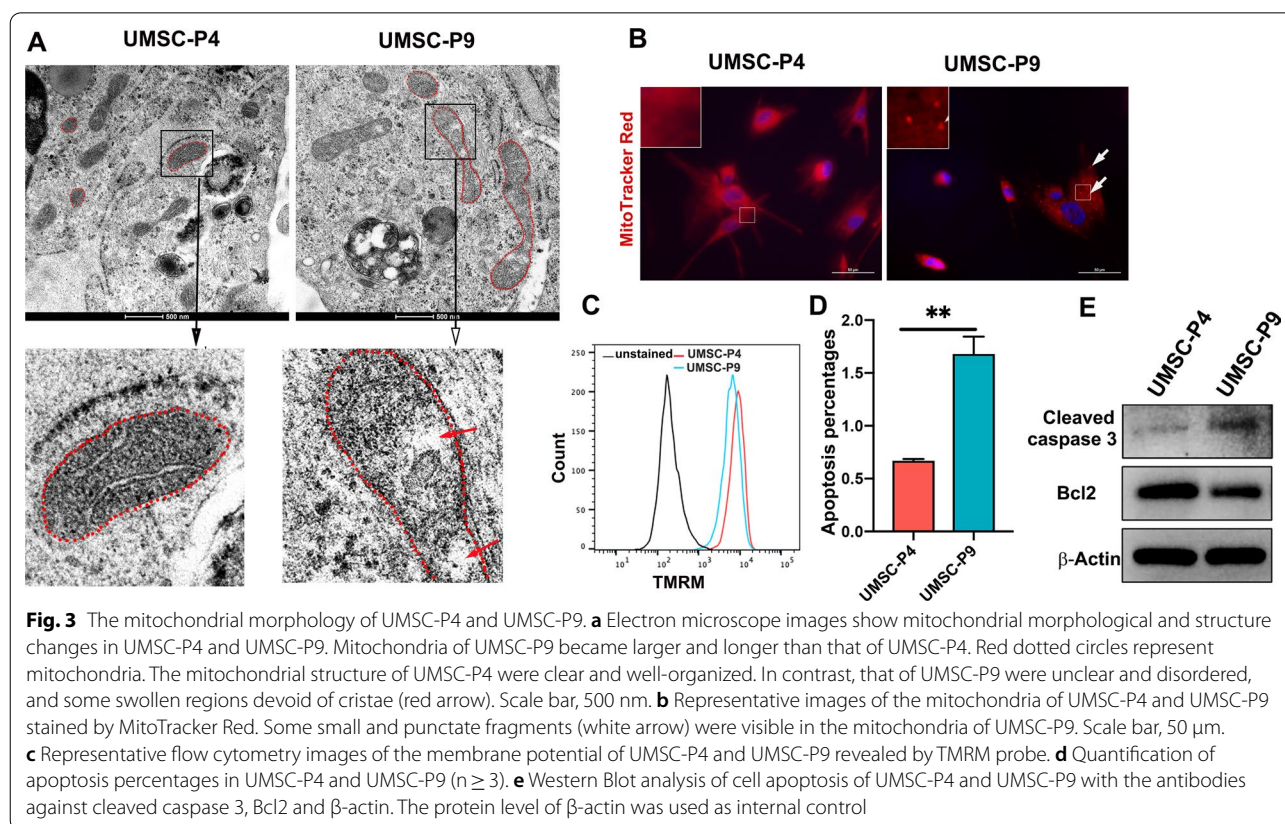 A
UMSC-P4
UMSC-P9
500 nm
500 nm
B
UMSC-P4
UMSC-P9
MitoTracker Red
50 µm
50 µm
C
250
200
150
100
50
0
Count
unstained
UMSC-P4
UMSC-P9
10¹
10²
10³
10⁴
10⁵
TMRM
D
**
Apoptosis percentages
2.0
1.5
1.0
0.5
0.0
UMSC-P4
UMSC-P9
E
UMSC-P4
UMSC-P9
Cleaved
caspase 3
Bcl2
β-Actin
Fig. 3 The mitochondrial morphology of UMSC-P4 and UMSC-P9. a Electron microscope images show mitochondrial morphological and structure
changes in UMSC-P4 and UMSC-P9. Mitochondria of UMSC-P9 became larger and longer than that of UMSC-P4. Red dotted circles represent
mitochondria. The mitochondrial structure of UMSC-P4 were clear and well-organized. In contrast, that of UMSC-P9 were unclear and disordered,
and some swollen regions devoid of cristae (red arrow). Scale bar, 500 nm. b Representative images of the mitochondria of UMSC-P4 and UMSC-P9
stained by MitoTracker Red. Some small and punctate fragments (white arrow) were visible in the mitochondria of UMSC-P9. Scale bar, 50 µm.
c Representative flow cytometry images of the membrane potential of UMSC-P4 and UMSC-P9 revealed by TMRM probe. d Quantification of
apoptosis percentages in UMSC-P4 and UMSC-P9 (n ≥ 3). e Western Blot analysis of cell apoptosis of UMSC-P4 and UMSC-P9 with the antibodies
against cleaved caspase 3, Bcl2 and β-actin. The protein level of β-actin was used as internal control